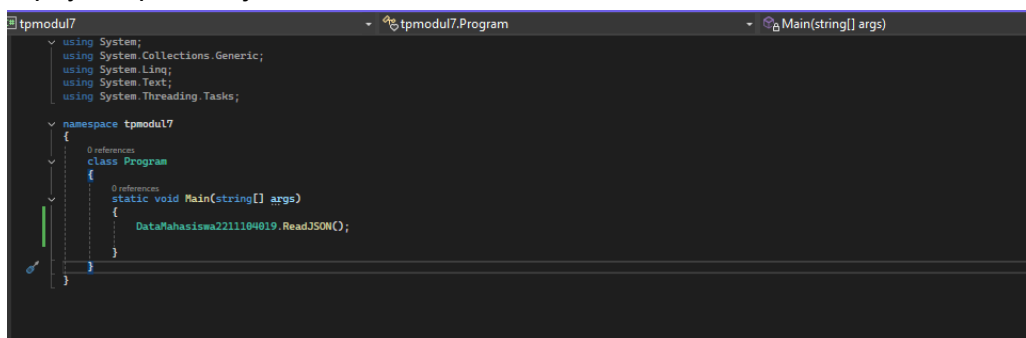 tpmodul7 tpmodul7.Program Main(string[] args)
using System;
using System.Collections.Generic;
using System.Linq;
using System.Text;
using System.Threading.Tasks;
namespace tpmodul7
{
0 references
class Program
{
0 references
static void Main(string[] args)
{
DataMahasiswa2211104019.ReadJSON();
}
}
}